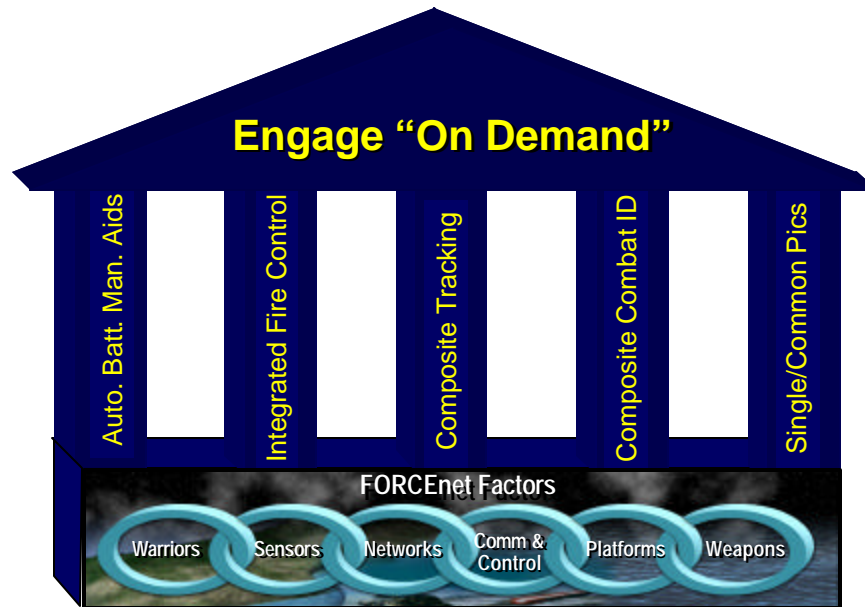 Engage “On Demand”
Auto. Batt. Man. Aids
Integrated Fire Control
Composite Tracking
Composite Combat ID
Single/Common Pics
FORCEnet Factors
Warriors
Sensors
Networks
Comm &
Control
Platforms
Weapons